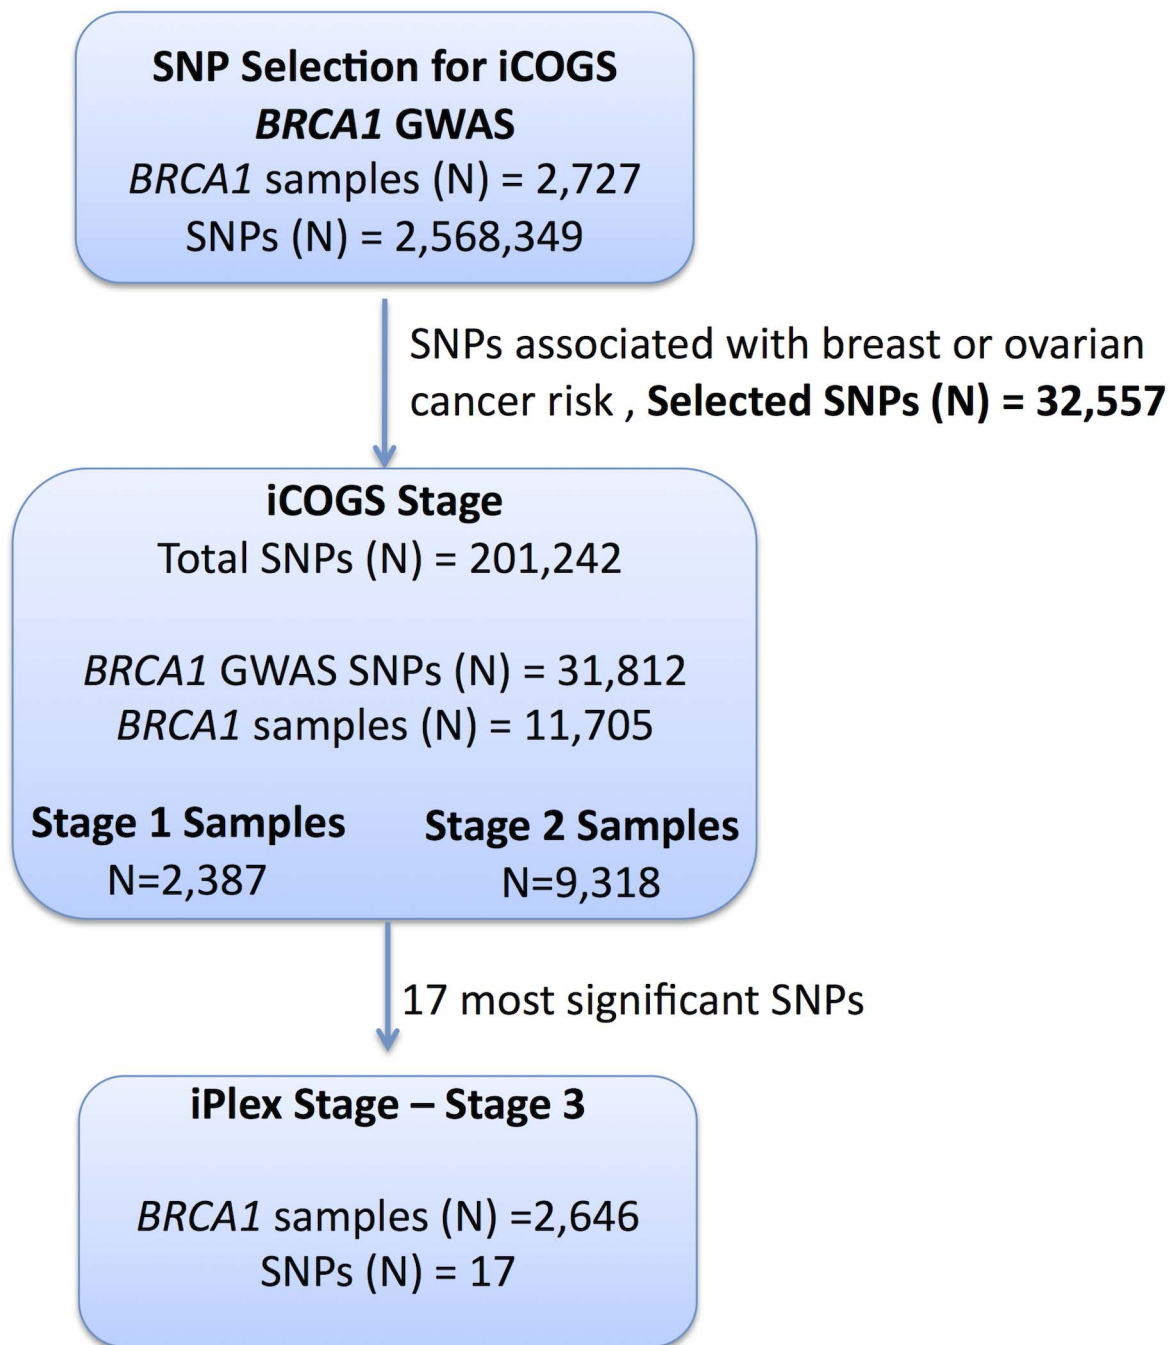 SNP Selection for iCOGS
BRCA1 GWAS
BRCA1 samples (N) = 2,727
SNPs (N) = 2,568,349
SNPs associated with breast or ovarian
cancer risk , Selected SNPs (N) = 32,557
iCOGS Stage
Total SNPs (N) = 201,242
BRCA1 GWAS SNPs (N) = 31,812
BRCA1 samples (N) = 11,705
Stage 1 Samples
N=2,387
Stage 2 Samples
N=9,318
17 most significant SNPs
iPlex Stage – Stage 3
BRCA1 samples (N) =2,646
SNPs (N) = 17